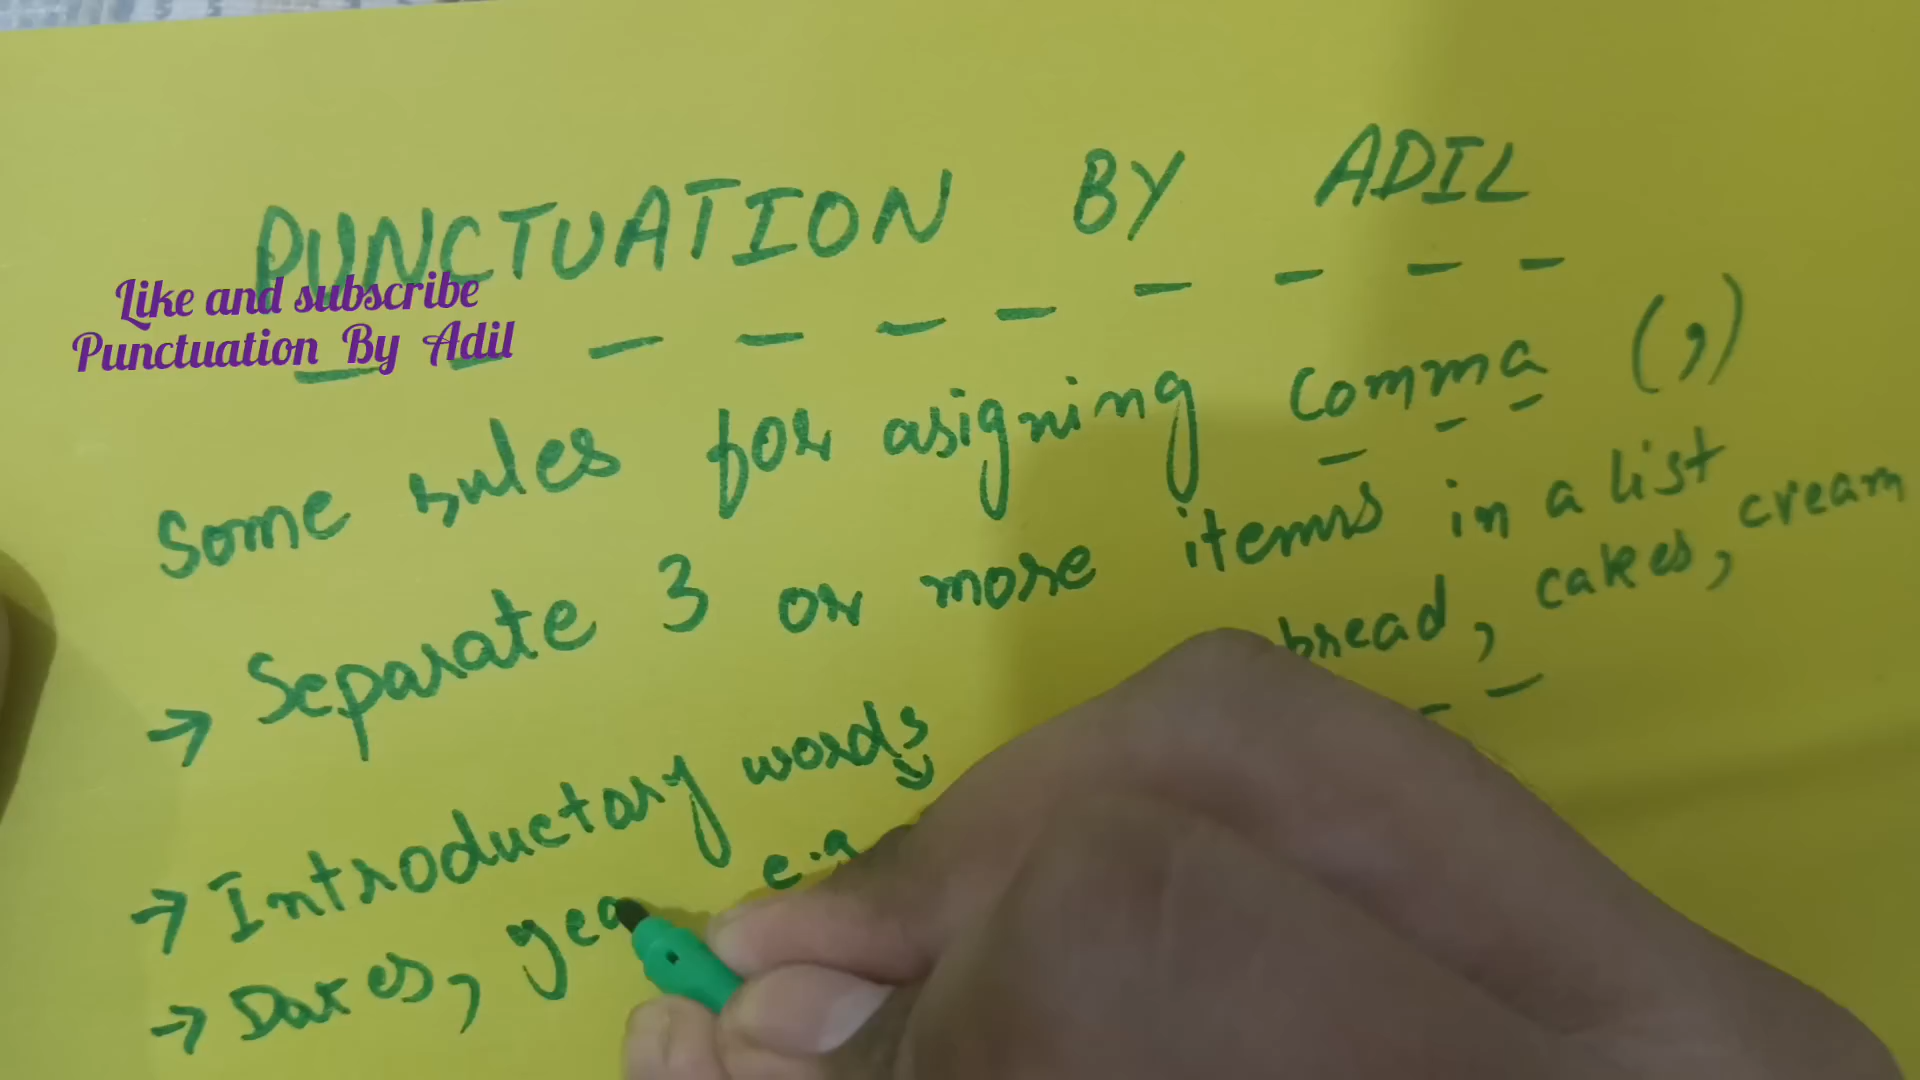 PUNCTUATION BY ADIL
Like and subscribe
Punctuation By Adil
Some rules for asigning comma (,)
→ Separate 3 or more items in a list
bread, cakes, cream
→ Introductory words
e.g
→ Dates,